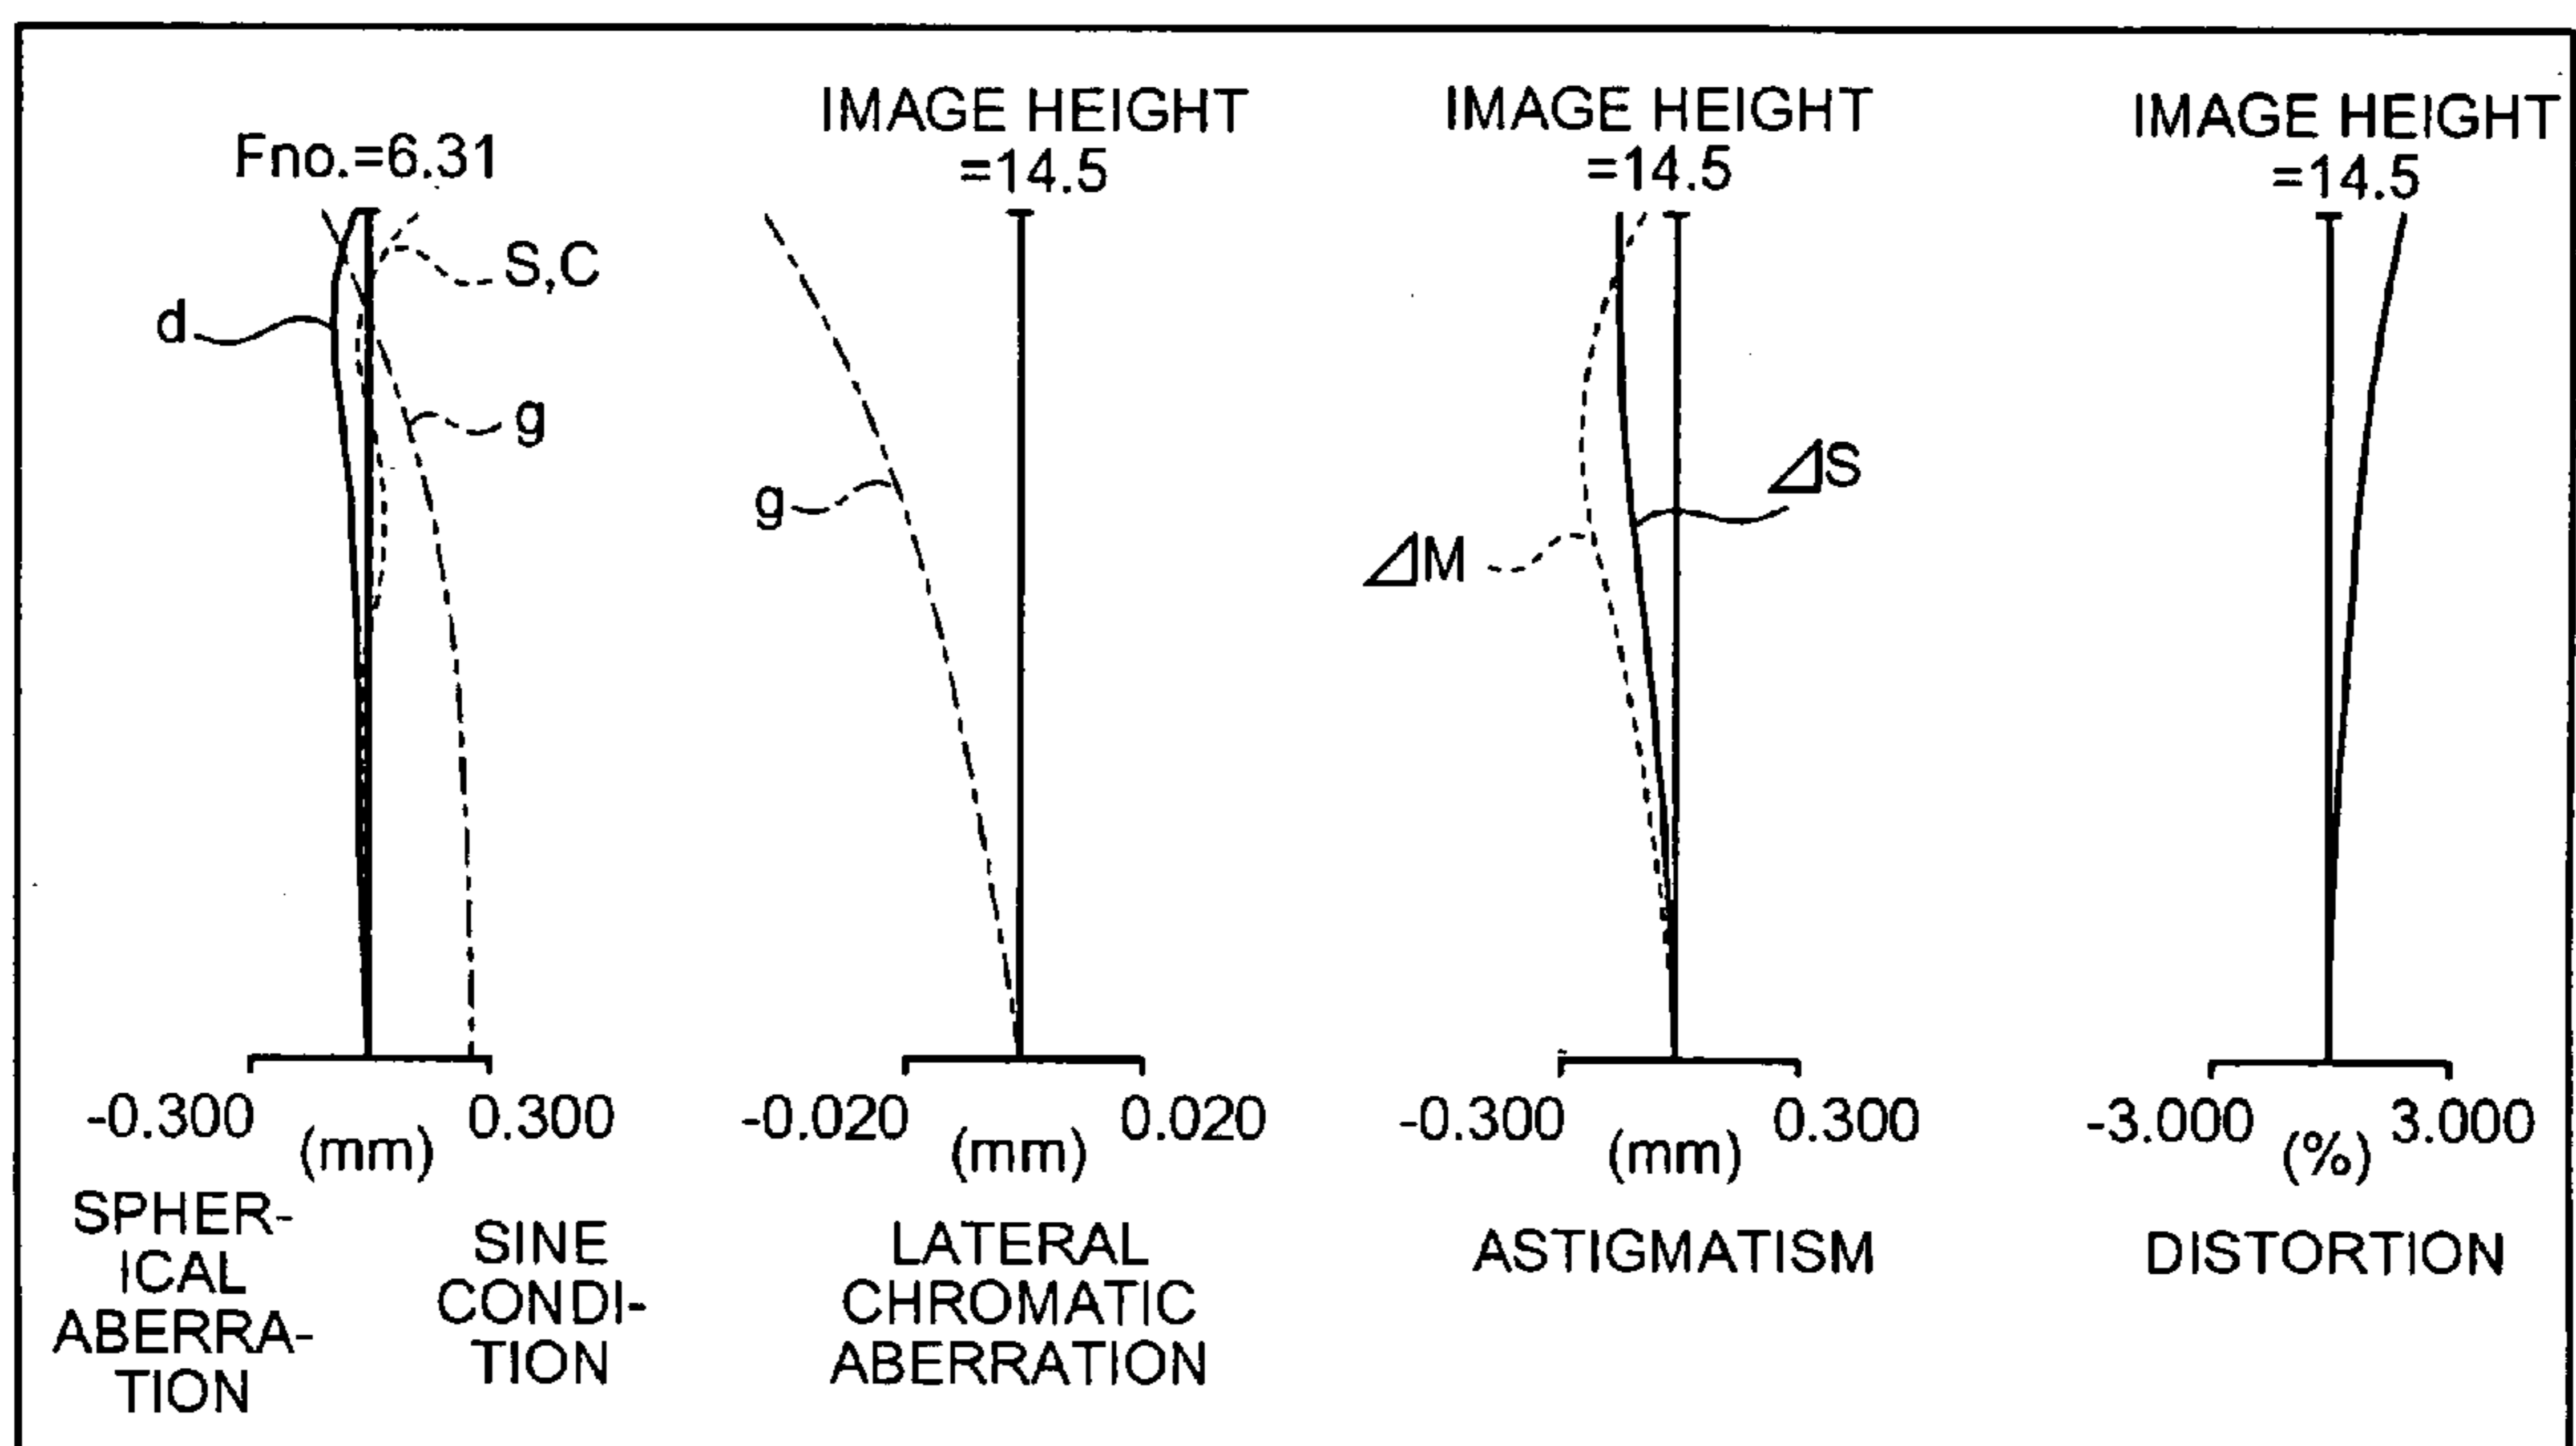 Fno.=6.31
S,C
d
g
-0.300
(mm)
0.300
SPHER-
ICAL
ABERRA-
TION
SINE
CONDI-
TION
IMAGE HEIGHT
=14.5
g
-0.020
(mm)
0.020
LATERAL
CHROMATIC
ABERRATION
IMAGE HEIGHT
=14.5
⊿S
⊿M
-0.300
(mm)
0.300
ASTIGMATISM
IMAGE HEIGHT
=14.5
-3.000
(%)
3.000
DISTORTION